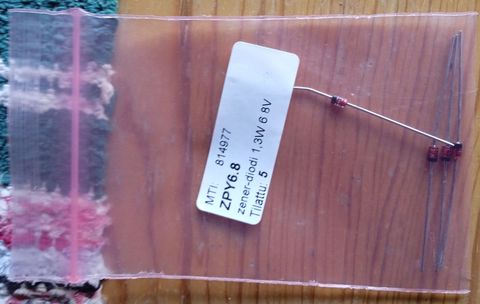 MTI: 814977
ZPY6.8
zener-diodi 1,3W 6 8V
Tilattu: 5